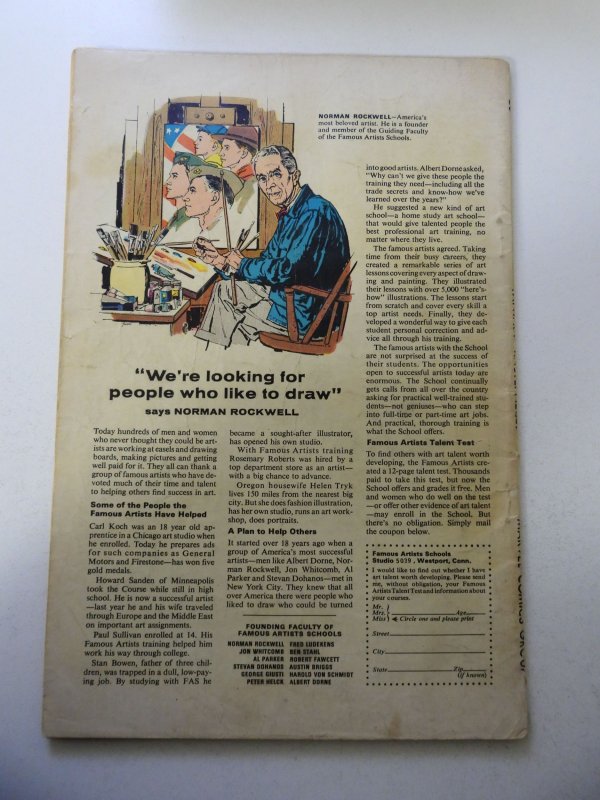 NORMAN ROCKWELL—America's
most beloved artist. He is a founder
and member of the Guiding Faculty
of the Famous Artists Schools.
"We're looking for
people who like to draw"
says NORMAN ROCKWELL
Today hundreds of men and women
who never thought they could be art-
ists are working at easels and drawing
boards, making pictures and getting
well paid for it. They all can thank a
group of famous artists who have de-
voted much of their time and talent
to helping others find success in art.
Some of the People the
Famous Artists Have Helped
Carl Koch was an 18 year old ap-
prentice in a Chicago art studio when
he enrolled. Today he prepares ads
for such companies as General
Motors and Firestone—has won five
gold medals.
Howard Sanden of Minneapolis
took the Course while still in high
school. He is now a successful artist
—last year he and his wife traveled
through Europe and the Middle East
on important art assignments.
Paul Sullivan enrolled at 14. His
Famous Artists training helped him
work his way through college.
Stan Bowen, father of three chil-
dren, was trapped in a dull, low-pay-
ing job. By studying with FAS he
became a sought-after illustrator,
has opened his own studio.
With Famous Artists training
Rosemary Roberts was hired by a
top department store as an artist—
with a big chance to advance.
Oregon housewife Helen Tryk
lives 150 miles from the nearest big
city. But she does fashion illustration,
has her own studio, runs an art work-
shop, does portraits.
A Plan to Help Others
It started over 18 years ago when a
group of America's most successful
artists—men like Albert Dorne, Nor-
man Rockwell, Jon Whitcomb, Al
Parker and Stevan Dohanos—met in
New York City. They knew that all
over America there were people who
liked to draw who could be turned
FOUNDING FACULTY OF
FAMOUS ARTISTS SCHOOLS
NORMAN ROCKWELL FRED LUDEKENS
JON WHITCOMB BEN STAHL
AL PARKER ROBERT FAWCETT
STEVAN DOHANOS AUSTIN BRIGGS
GEORGE GIUSTI HAROLD VON SCHMIDT
PETER HELCK ALBERT DORNE
into good artists. Albert Dorne asked,
"Why can't we give these people the
training they need—including all the
trade secrets and know-how we've
learned over the years?"
He suggested a new kind of art
school—a home study art school—
that would give talented people the
best professional art training, no
matter where they live.
The famous artists agreed. Taking
time from their busy careers, they
created a remarkable series of art
lessons covering every aspect of draw-
ing and painting. They illustrated
their lessons with over 5,000 "here's-
how" illustrations. The lessons start
from scratch and cover every skill a
top artist needs. Finally, they de-
veloped a wonderful way to give each
student personal correction and ad-
vice all through his training.
The famous artists with the School
are not surprised at the success of
their students. The opportunities
open to successful artists today are
enormous. The School continually
gets calls from all over the country
asking for practical well-trained stu-
dents—not geniuses—who can step
into full-time or part-time art jobs.
And practical, thorough training is
what the School offers.
Famous Artists Talent Test
To find others with art talent worth
developing, the Famous Artists cre-
ated a 12-page talent test. Thousands
paid to take this test, but now the
School offers and grades it free. Men
and women who do well on the test
—or offer other evidence of art talent
—may enroll in the School. But
there's no obligation. Simply mail
the coupon below.
Famous Artists Schools
Studio 5039, Westport, Conn.
I would like to find out whether I have
art talent worth developing. Please send
me, without obligation, your Famous
Artists Talent Test and information about
your courses.
Mr.
Mrs. Age
Miss Circle one and please print
Street
City
State Zip
(if known)